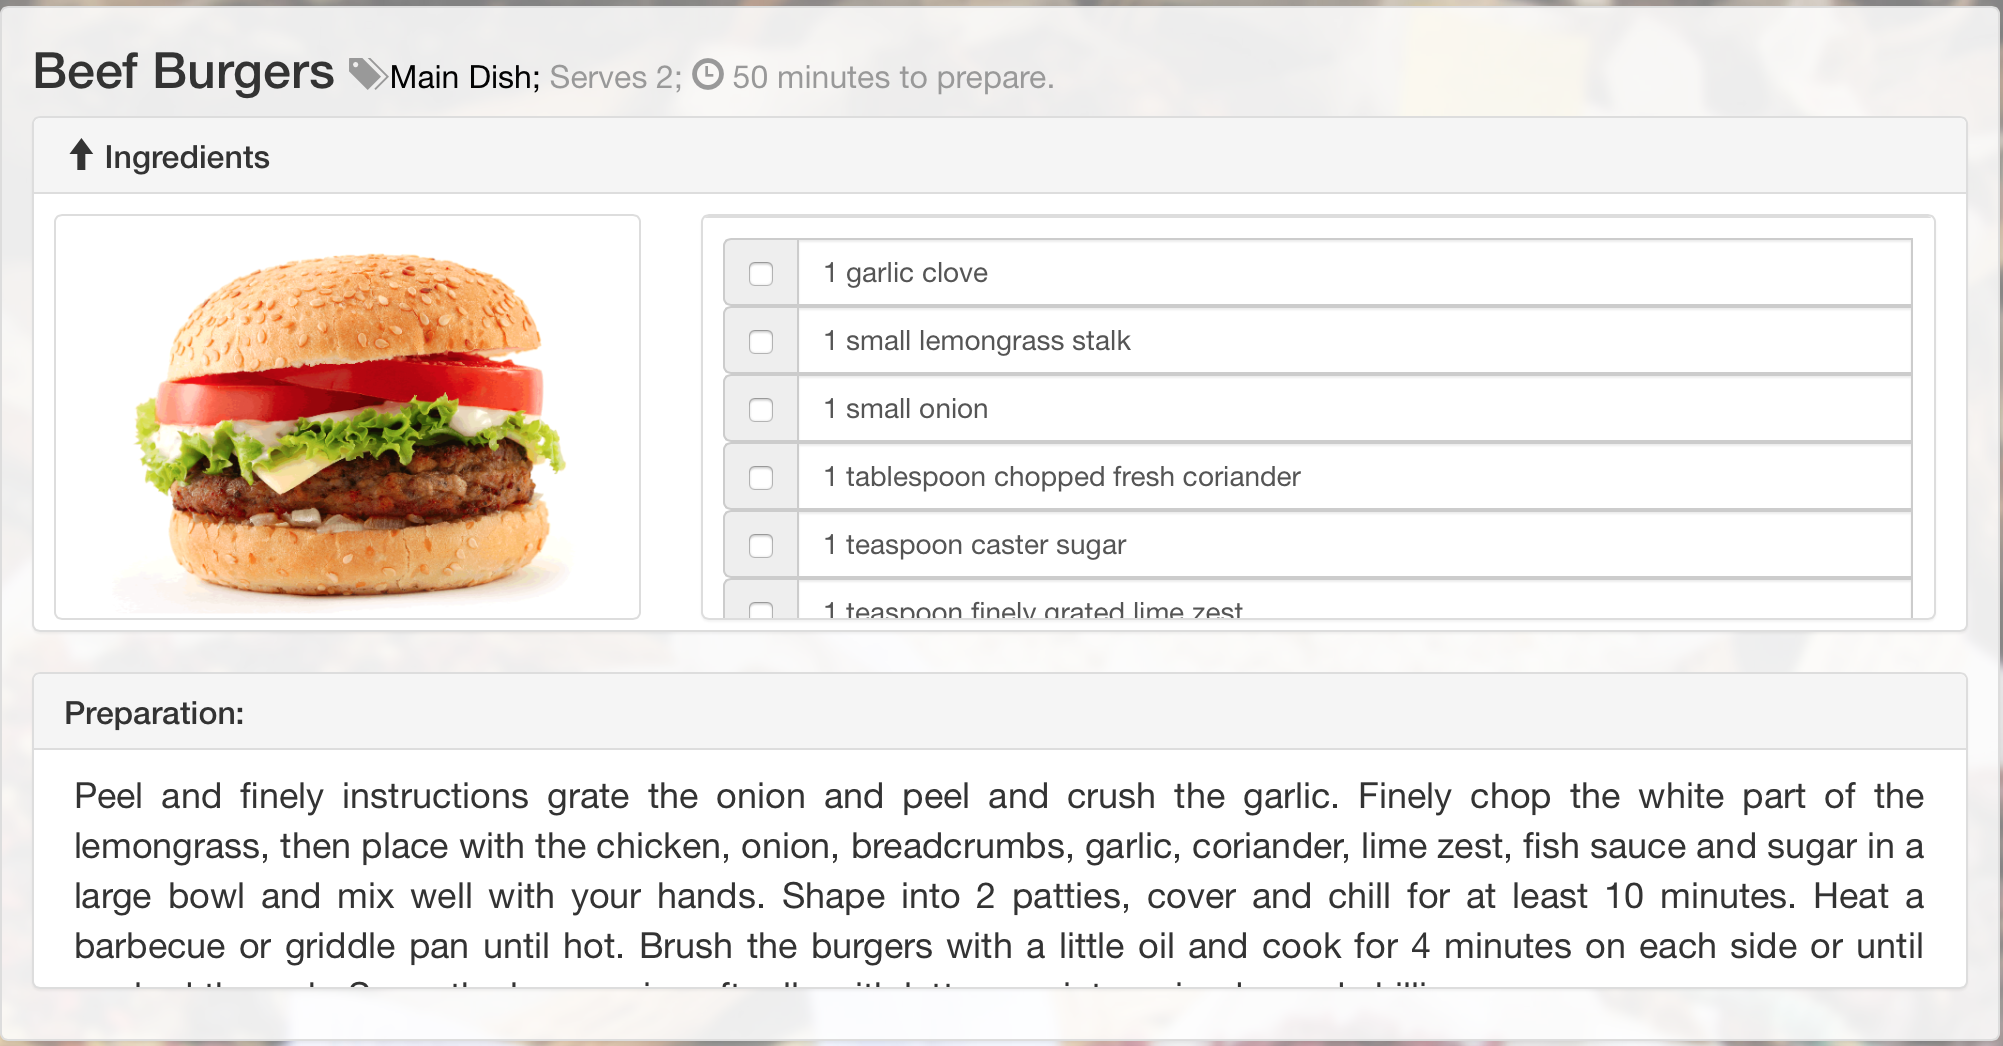 Beef Burgers Main Dish; Serves 2; 50 minutes to prepare.
Ingredients
1 garlic clove
1 small lemongrass stalk
1 small onion
1 tablespoon chopped fresh coriander
1 teaspoon caster sugar
1 teaspoon finely grated lime zest
Preparation:
Peel and finely instructions grate the onion and peel and crush the garlic. Finely chop the white part of the
lemongrass, then place with the chicken, onion, breadcrumbs, garlic, coriander, lime zest, fish sauce and sugar in a
large bowl and mix well with your hands. Shape into 2 patties, cover and chill for at least 10 minutes. Heat a
barbecue or griddle pan until hot. Brush the burgers with a little oil and cook for 4 minutes on each side or until